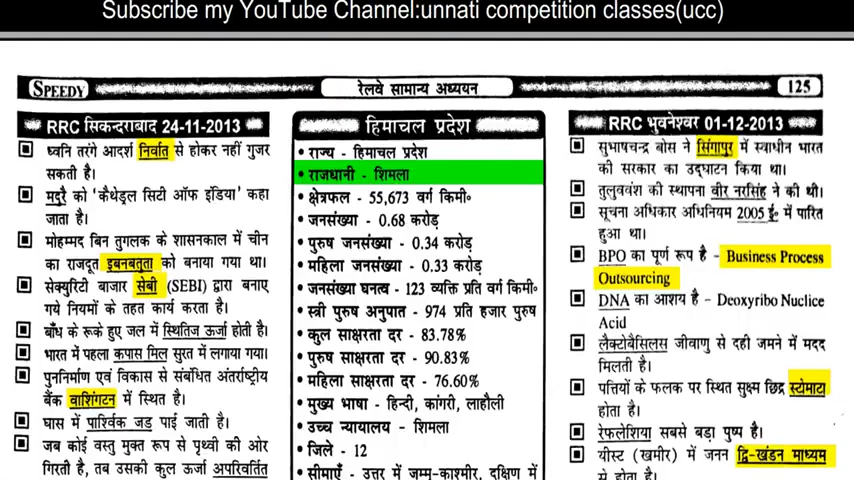 Subscribe my YouTube Channel:unnati competition classes(ucc)
SPEEDY
रेलवे सामान्य अध्ययन
125
RRC सिकन्दराबाद 24-11-2013
ध्वनि तरंगे आदर्श निर्वात से होकर नहीं गुजर
सकती है।
मदुरै को 'कैथेड्रल सिटी ऑफ इंडिया' कहा
जाता है।
मोहम्मद बिन तुगलक के शासनकाल में चीन
का राजदूत इबनबतुता को बनाया गया था।
सेक्युरिटी बाजार सेबी (SEBI) द्वारा बनाए
गये नियमों के तहत कार्य करता है।
बाँध के रूके हुए जल में स्थितिज ऊर्जा होती है।
भारत में पहला कपास मिल सुरत में लगाया गया।
पुननिर्माण एवं विकास से संबंधित अंतर्राष्ट्रीय
बैंक वाशिंगटन में स्थित है।
घास में पार्श्विक जड़ पाई जाती है।
जब कोई वस्तु मुक्त रूप से पृथ्वी की ओर
गिरती है, तब उसकी कुल ऊर्जा अपरिवर्तित
हिमाचल प्रदेश
• राज्य - हिमाचल प्रदेश
• राजधानी - शिमला
• क्षेत्रफल - 55,673 वर्ग किमी॰
• जनसंख्या - 0.68 करोड़
• पुरुष जनसंख्या - 0.34 करोड़
• महिला जनसंख्या - 0.33 करोड़
• जनसंख्या घनत्व - 123 व्यक्ति प्रति वर्ग किमी॰
• स्त्री पुरुष अनुपात - 974 प्रति हजार पुरुष
• कुल साक्षरता दर - 83.78%
• पुरुष साक्षरता दर - 90.83%
• महिला साक्षरता दर - 76.60%
• मुख्य भाषा - हिन्दी, कांगरी, लाहौली
• उच्च न्यायालय - शिमला
• जिले - 12
• सीमाएँ - उत्तर में जम्मू-काश्मीर, दक्षिण में
RRC भुवनेश्वर 01-12-2013
सुभाषचन्द्र बोस ने सिंगापुर में स्वाधीन भारत
की सरकार का उद्घाटन किया था।
तुलुववंश की स्थापना वीर नरसिंह ने की थी।
सूचना अधिकार अधिनियम 2005 ई॰ में पारित
हुआ था।
BPO का पूर्ण रूप है - Business Process
Outsourcing
DNA का आशय है - Deoxyribo Nuclice
Acid
लैक्टोबैसिलस जीवाणु से दही जमने में मदद
मिलती है।
पत्तियों के फलक पर स्थित सुक्ष्म छिद्र स्टोमाटा
होता है।
रेफलेशिया सबसे बड़ा पुष्प है।
यीस्ट (खमीर) में जनन द्वि-खंडन माध्यम
से होता है।